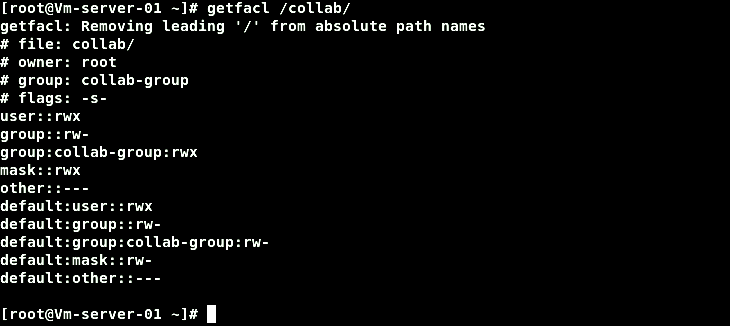 [root@Vm-server-01 ~]# getfacl /collab/
getfacl: Removing leading '/' from absolute path names
# file: collab/
# owner: root
# group: collab-group
# flags: -s-
user::rwx
group::rw-
group:collab-group:rwx
mask::rwx
other::---
default:user::rwx
default:group::rw-
default:group:collab-group:rw-
default:mask::rw-
default:other::---
[root@Vm-server-01 ~]#